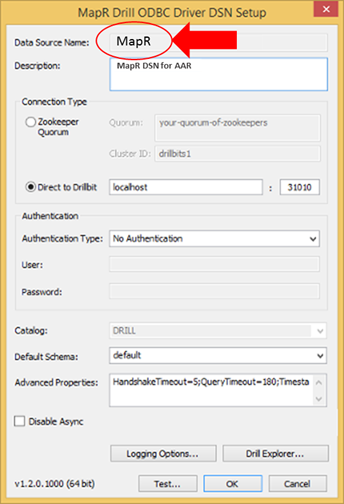 MapR Drill ODBC Driver DSN Setup
Data Source Name: MapR
Description: MapR DSN for AAR
Connection Type
Zookeeper Quorum
Quorum: your-quorum-of-zookeepers
Cluster ID: drillbits1
Direct to Drillbit localhost : 31010
Authentication
Authentication Type: No Authentication
User:
Password:
Catalog: DRILL
Default Schema: default
Advanced Properties: HandshakeTimeout=5;QueryTimeout=180;Timesta
Disable Async
Logging Options... Drill Explorer...
v1.2.0.1000 (64 bit) Test... OK Cancel